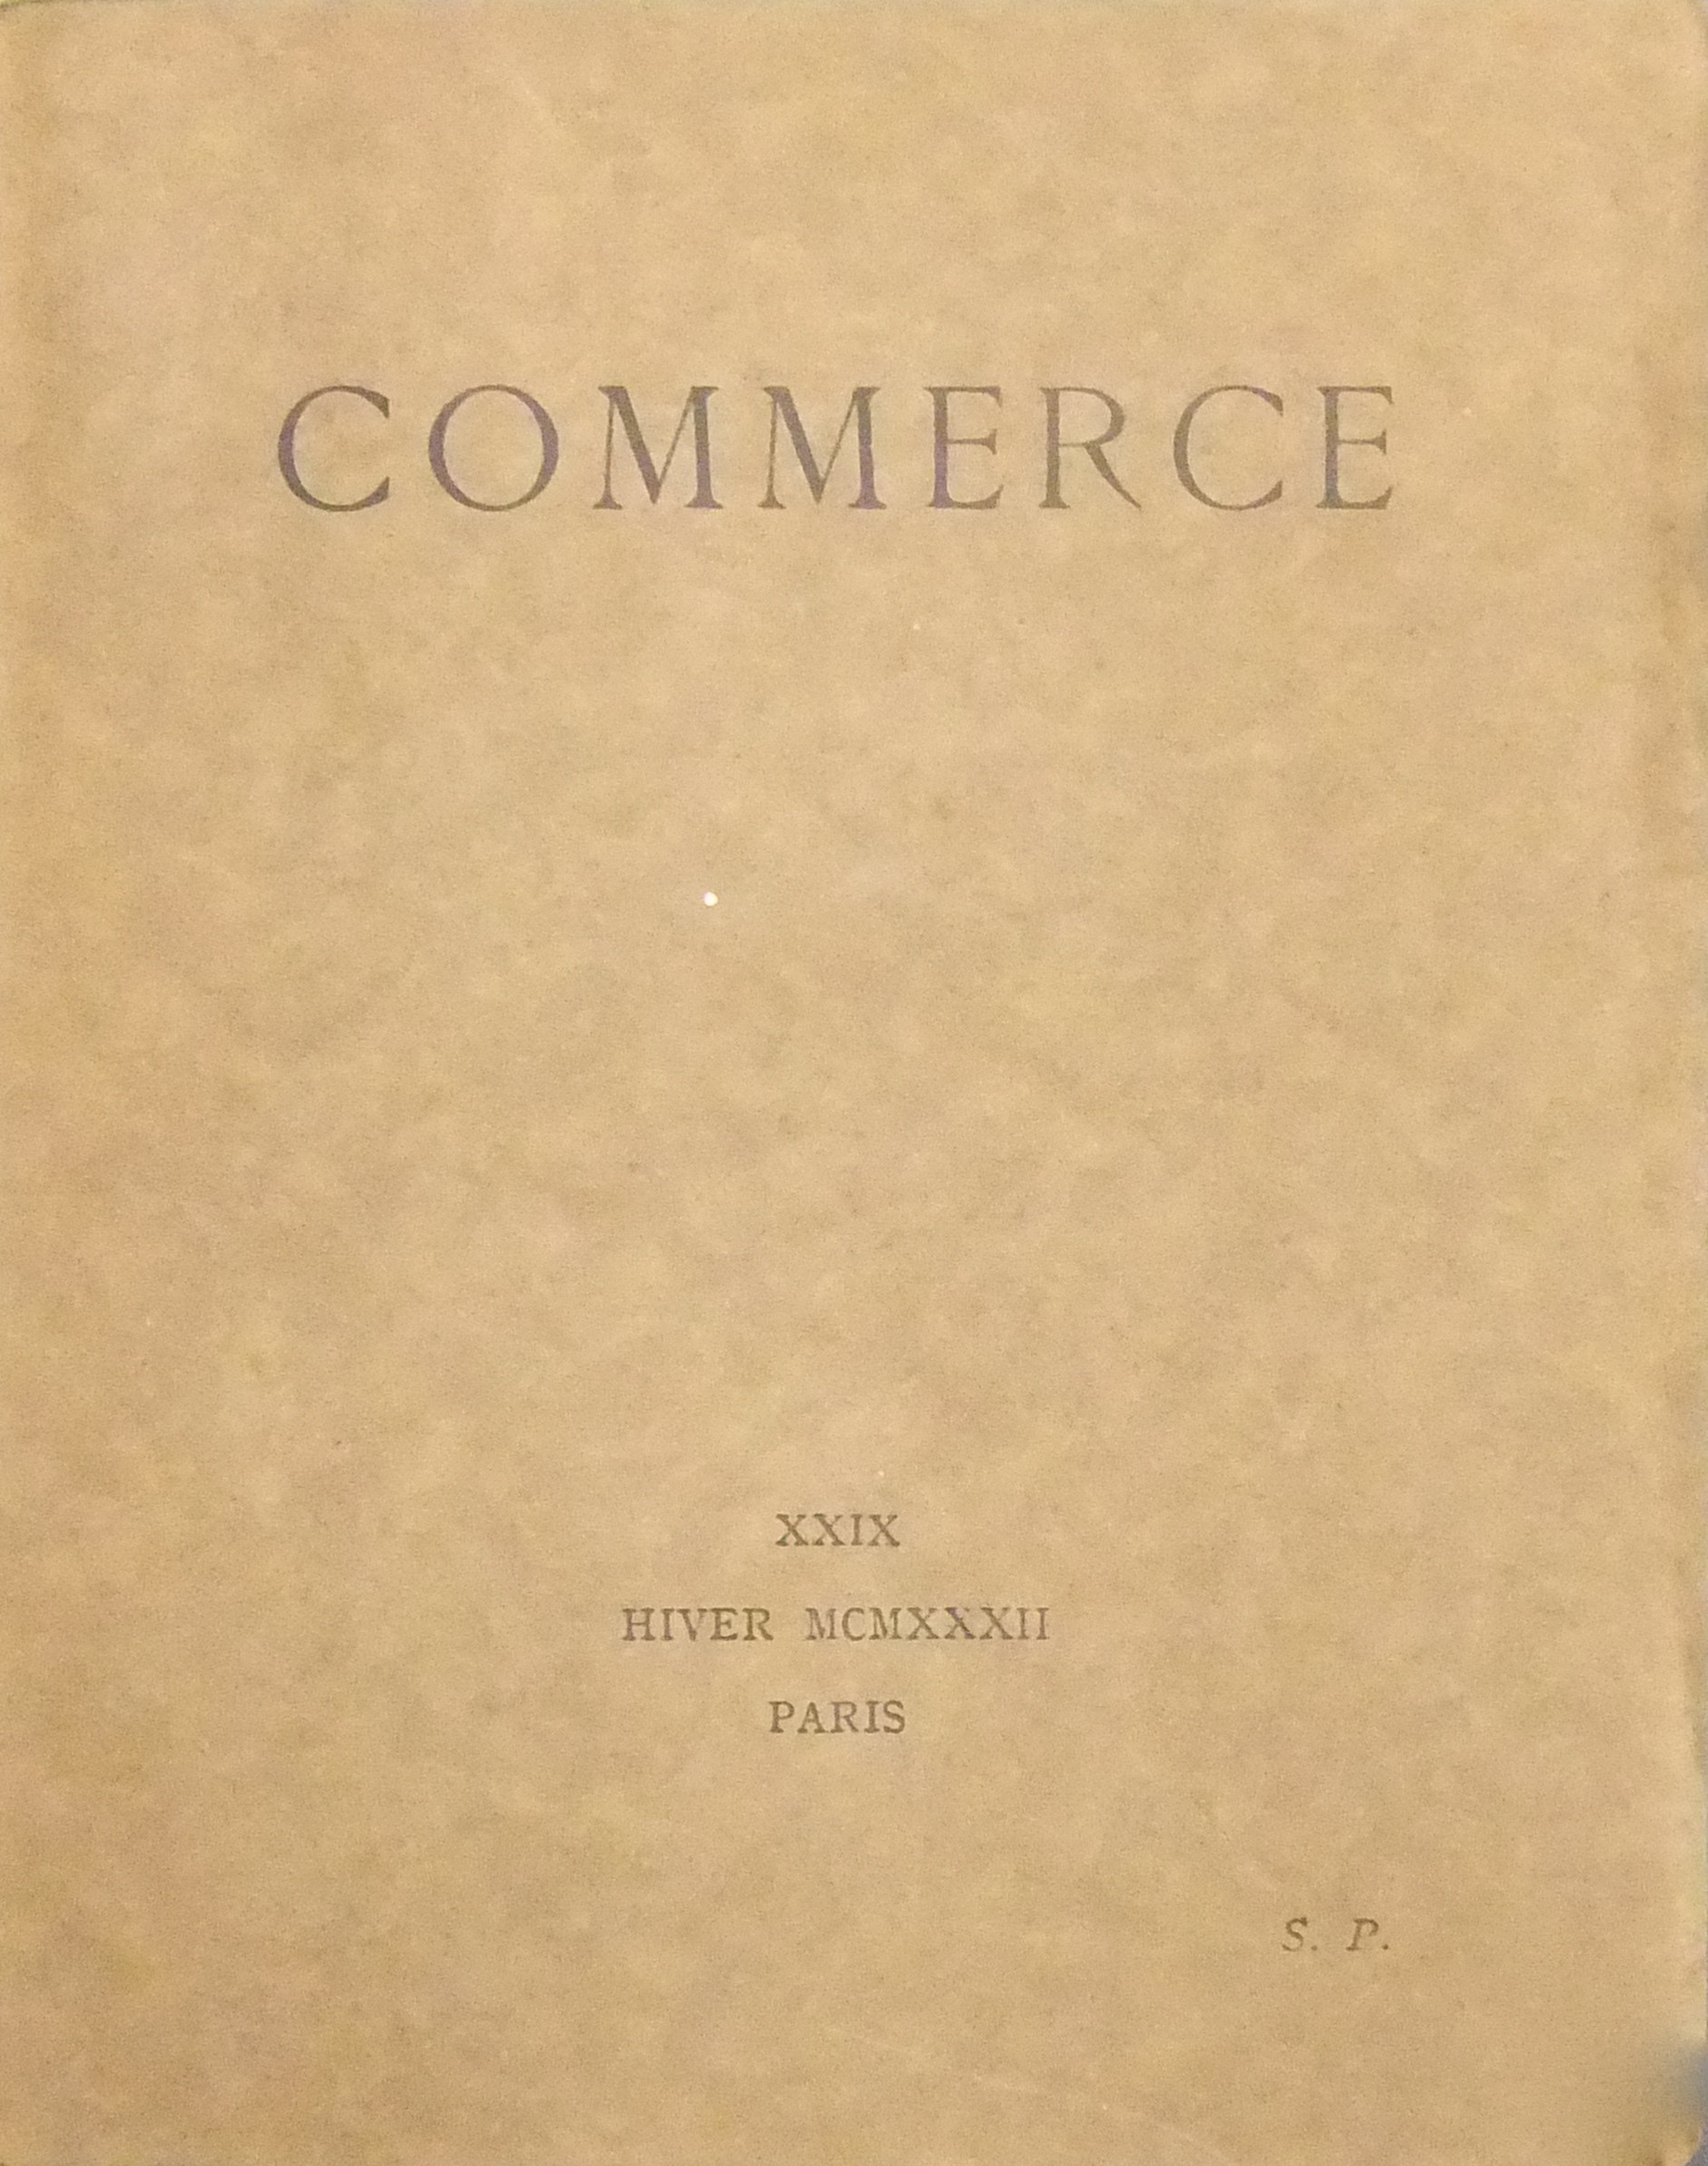 COMMERCE
XXIX
HIVER MCMXXXII
PARIS
S. P.